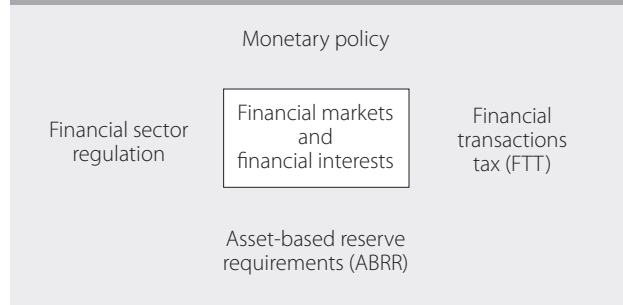 Monetary policy
Financial sector
regulation
Financial markets
and
financial interests
Financial
transactions
tax (FTT)
Asset-based reserve
requirements (ABRR)